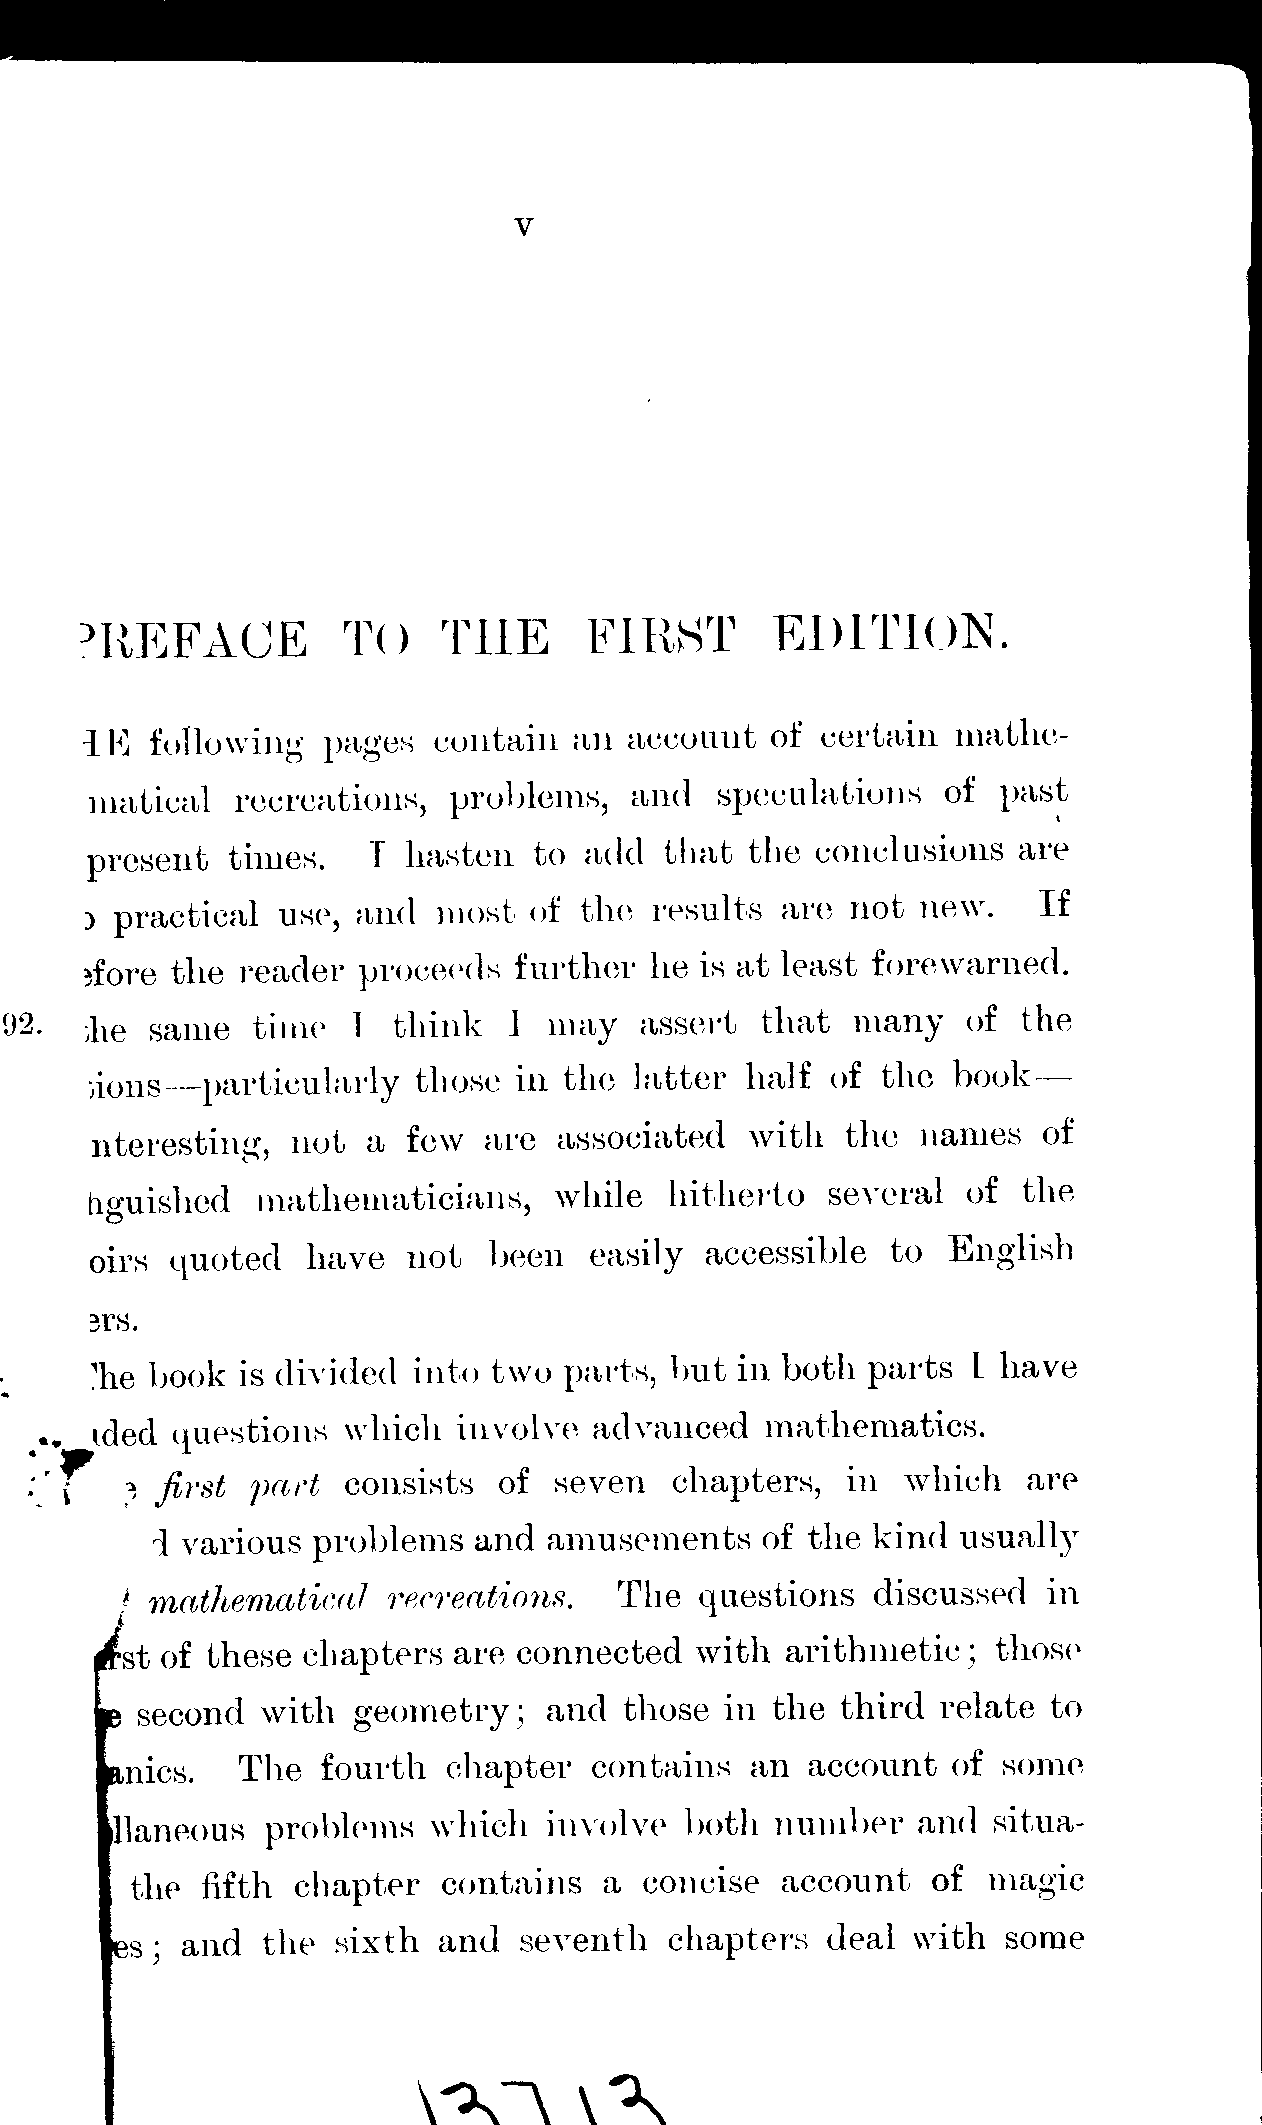 v
PREFACE TO THE FIRST EDITION.
HE following pages contain an account of certain mathe-
matical recreations, problems, and speculations of past
present times. I hasten to add that the conclusions are
practical use, and most of the results are not new. If
efore the reader proceeds further he is at least forewarned.
92.
he same time I think I may assert that many of the
ions—particularly those in the latter half of the book—
nteresting, not a few are associated with the names of
nguished mathematicians, while hitherto several of the
oirs quoted have not been easily accessible to English
ers.
he book is divided into two parts, but in both parts I have
ded questions which involve advanced mathematics.
e first part consists of seven chapters, in which are
d various problems and amusements of the kind usually
mathematical recreations. The questions discussed in
rst of these chapters are connected with arithmetic; those
e second with geometry; and those in the third relate to
anics. The fourth chapter contains an account of some
llaneous problems which involve both number and situa-
the fifth chapter contains a concise account of magic
es; and the sixth and seventh chapters deal with some
13713